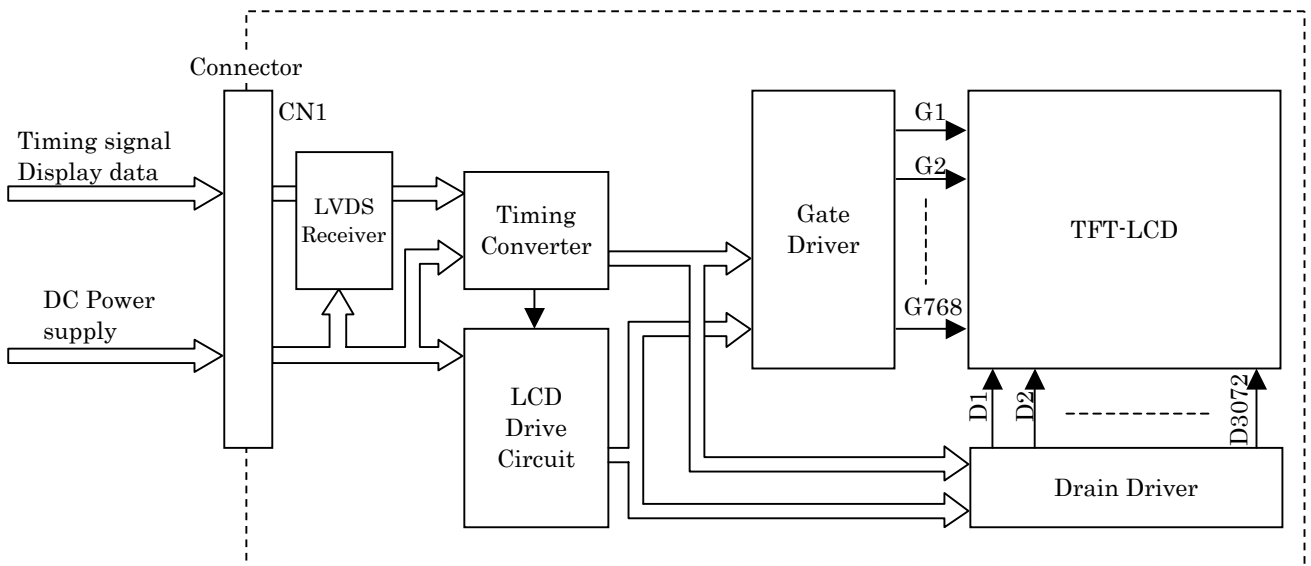 Connector
CN1
Timing signal
Display data
LVDS
Receiver
Timing
Converter
Gate
Driver
G1
G2
G768
TFT-LCD
DC Power
supply
LCD
Drive
Circuit
D1
D2
D3072
Drain Driver